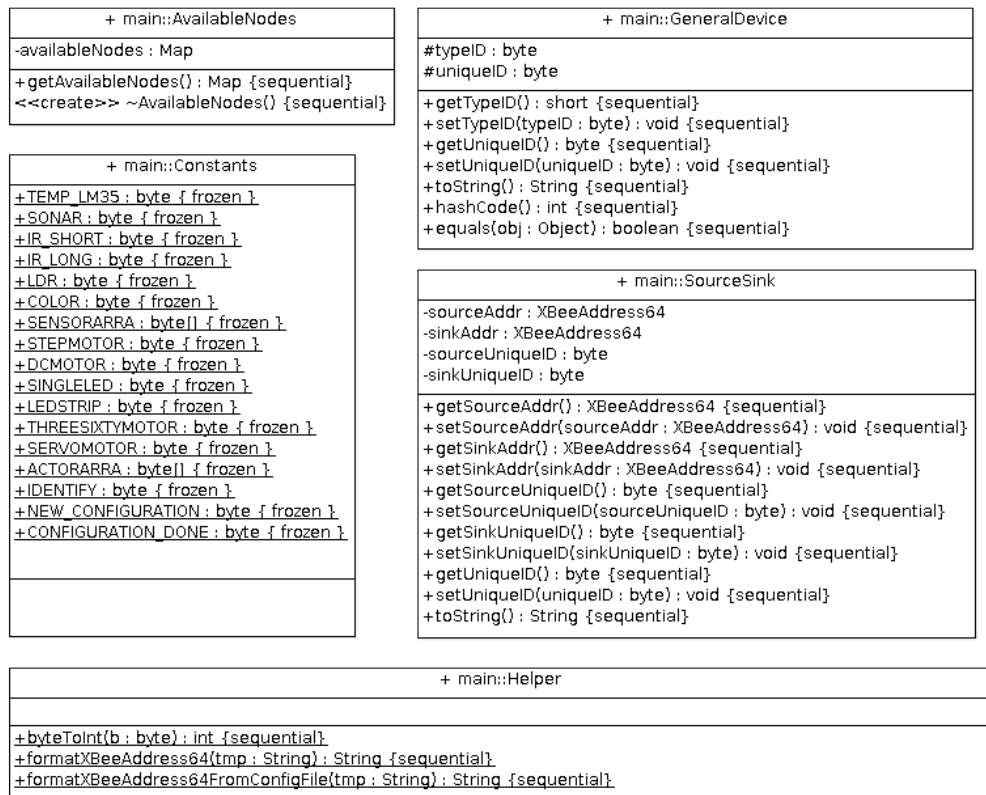 + main::AvailableNodes
-availableNodes : Map
+getAvailableNodes() : Map {sequential}
<<create>> ~AvailableNodes() {sequential}
+ main::GeneralDevice
#typeID : byte
#uniqueID : byte
+getTypeID() : short {sequential}
+setTypeID(typeID : byte) : void {sequential}
+getUniqueID() : byte {sequential}
+setUniqueID(uniqueID : byte) : void {sequential}
+toString() : String {sequential}
+hashCode() : int {sequential}
+equals(obj : Object) : boolean {sequential}
+ main::Constants
+TEMP_LM35 : byte { frozen }
+SONAR : byte { frozen }
+IR_SHORT : byte { frozen }
+IR_LONG : byte { frozen }
+LDR : byte { frozen }
+COLOR : byte { frozen }
+SENSORARRA : byte[] { frozen }
+STEPMOTOR : byte { frozen }
+DCMOTOR : byte { frozen }
+SINGLELED : byte { frozen }
+LEDSTRIP : byte { frozen }
+THREESIXTYMOTOR : byte { frozen }
+SERVOMOTOR : byte { frozen }
+ACTORARRA : byte[] { frozen }
+IDENTIFY : byte { frozen }
+NEW_CONFIGURATION : byte { frozen }
+CONFIGURATION_DONE : byte { frozen }
+ main::SourceSink
-sourceAddr : XBeeAddress64
-sinkAddr : XBeeAddress64
-sourceUniqueID : byte
-sinkUniqueID : byte
+getSourceAddr() : XBeeAddress64 {sequential}
+setSourceAddr(sourceAddr : XBeeAddress64) : void {sequential}
+getSinkAddr() : XBeeAddress64 {sequential}
+setSinkAddr(sinkAddr : XBeeAddress64) : void {sequential}
+getSourceUniqueID() : byte {sequential}
+setSourceUniqueID(sourceUniqueID : byte) : void {sequential}
+getSinkUniqueID() : byte {sequential}
+setSinkUniqueID(sinkUniqueID : byte) : void {sequential}
+getUniqueID() : byte {sequential}
+setUniqueID(uniqueID : byte) : void {sequential}
+toString() : String {sequential}
+ main::Helper
+byteToInt(b : byte) : int {sequential}
+formatXBeeAddress64(tmp : String) : String {sequential}
+formatXBeeAddress64FromConfigFile(tmp : String) : String {sequential}